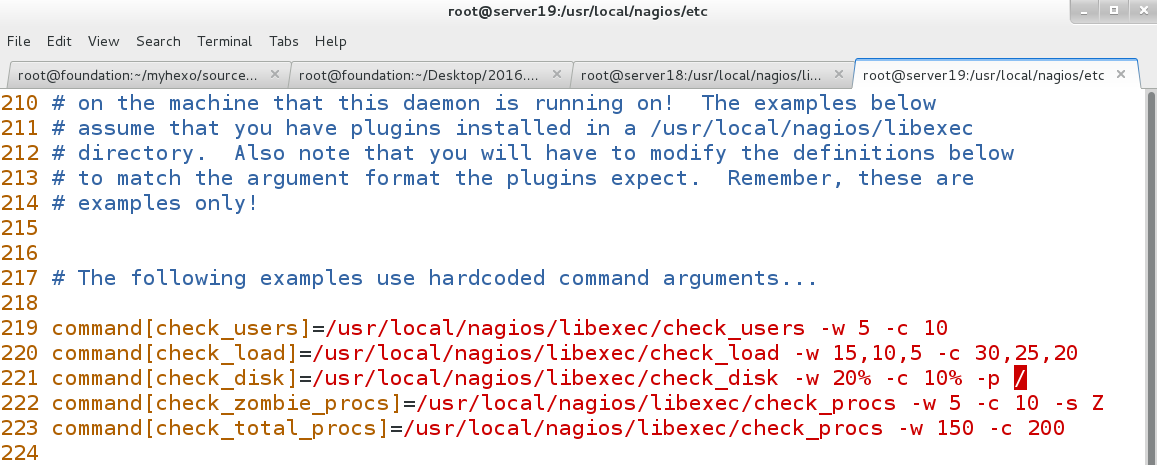 root@server19:/usr/local/nagios/etc
File Edit View Search Terminal Tabs Help
root@foundation:~/myhexo/source... root@foundation:~/Desktop/2016.... root@server18:/usr/local/nagios/li... root@server19:/usr/local/nagios/etc
210 # on the machine that this daemon is running on!  The examples below
211 # assume that you have plugins installed in a /usr/local/nagios/libexec
212 # directory.  Also note that you will have to modify the definitions below
213 # to match the argument format the plugins expect.  Remember, these are
214 # examples only!
215
216
217 # The following examples use hardcoded command arguments...
218
219 command[check_users]=/usr/local/nagios/libexec/check_users -w 5 -c 10
220 command[check_load]=/usr/local/nagios/libexec/check_load -w 15,10,5 -c 30,25,20
221 command[check_disk]=/usr/local/nagios/libexec/check_disk -w 20% -c 10% -p /
222 command[check_zombie_procs]=/usr/local/nagios/libexec/check_procs -w 5 -c 10 -s Z
223 command[check_total_procs]=/usr/local/nagios/libexec/check_procs -w 150 -c 200
224